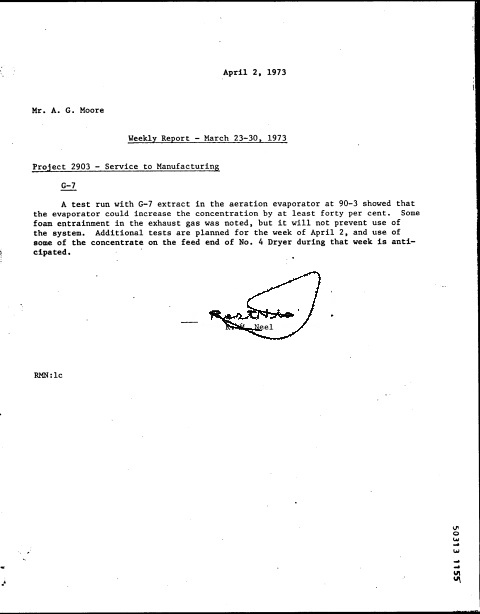 April 2, 1973
Mr. A. G. Moore
Weekly Report - March 23-30, 1973
Project 2903 - Service to Manufacturing
G-7
A test run with G-7 extract in the aeration evaporator at 90-3 showed that
the evaporator could increase the concentration by at least forty per cent. Some
foam entrainment in the exhaust gas was noted, but it will not prevent use of
the system. Additional tests are planned for the week of April 2, and use of
some of the concentrate on the feed end of No. 4 Dryer during that week is anti-
cipated.
Neel
RMN:lc
50313 1155